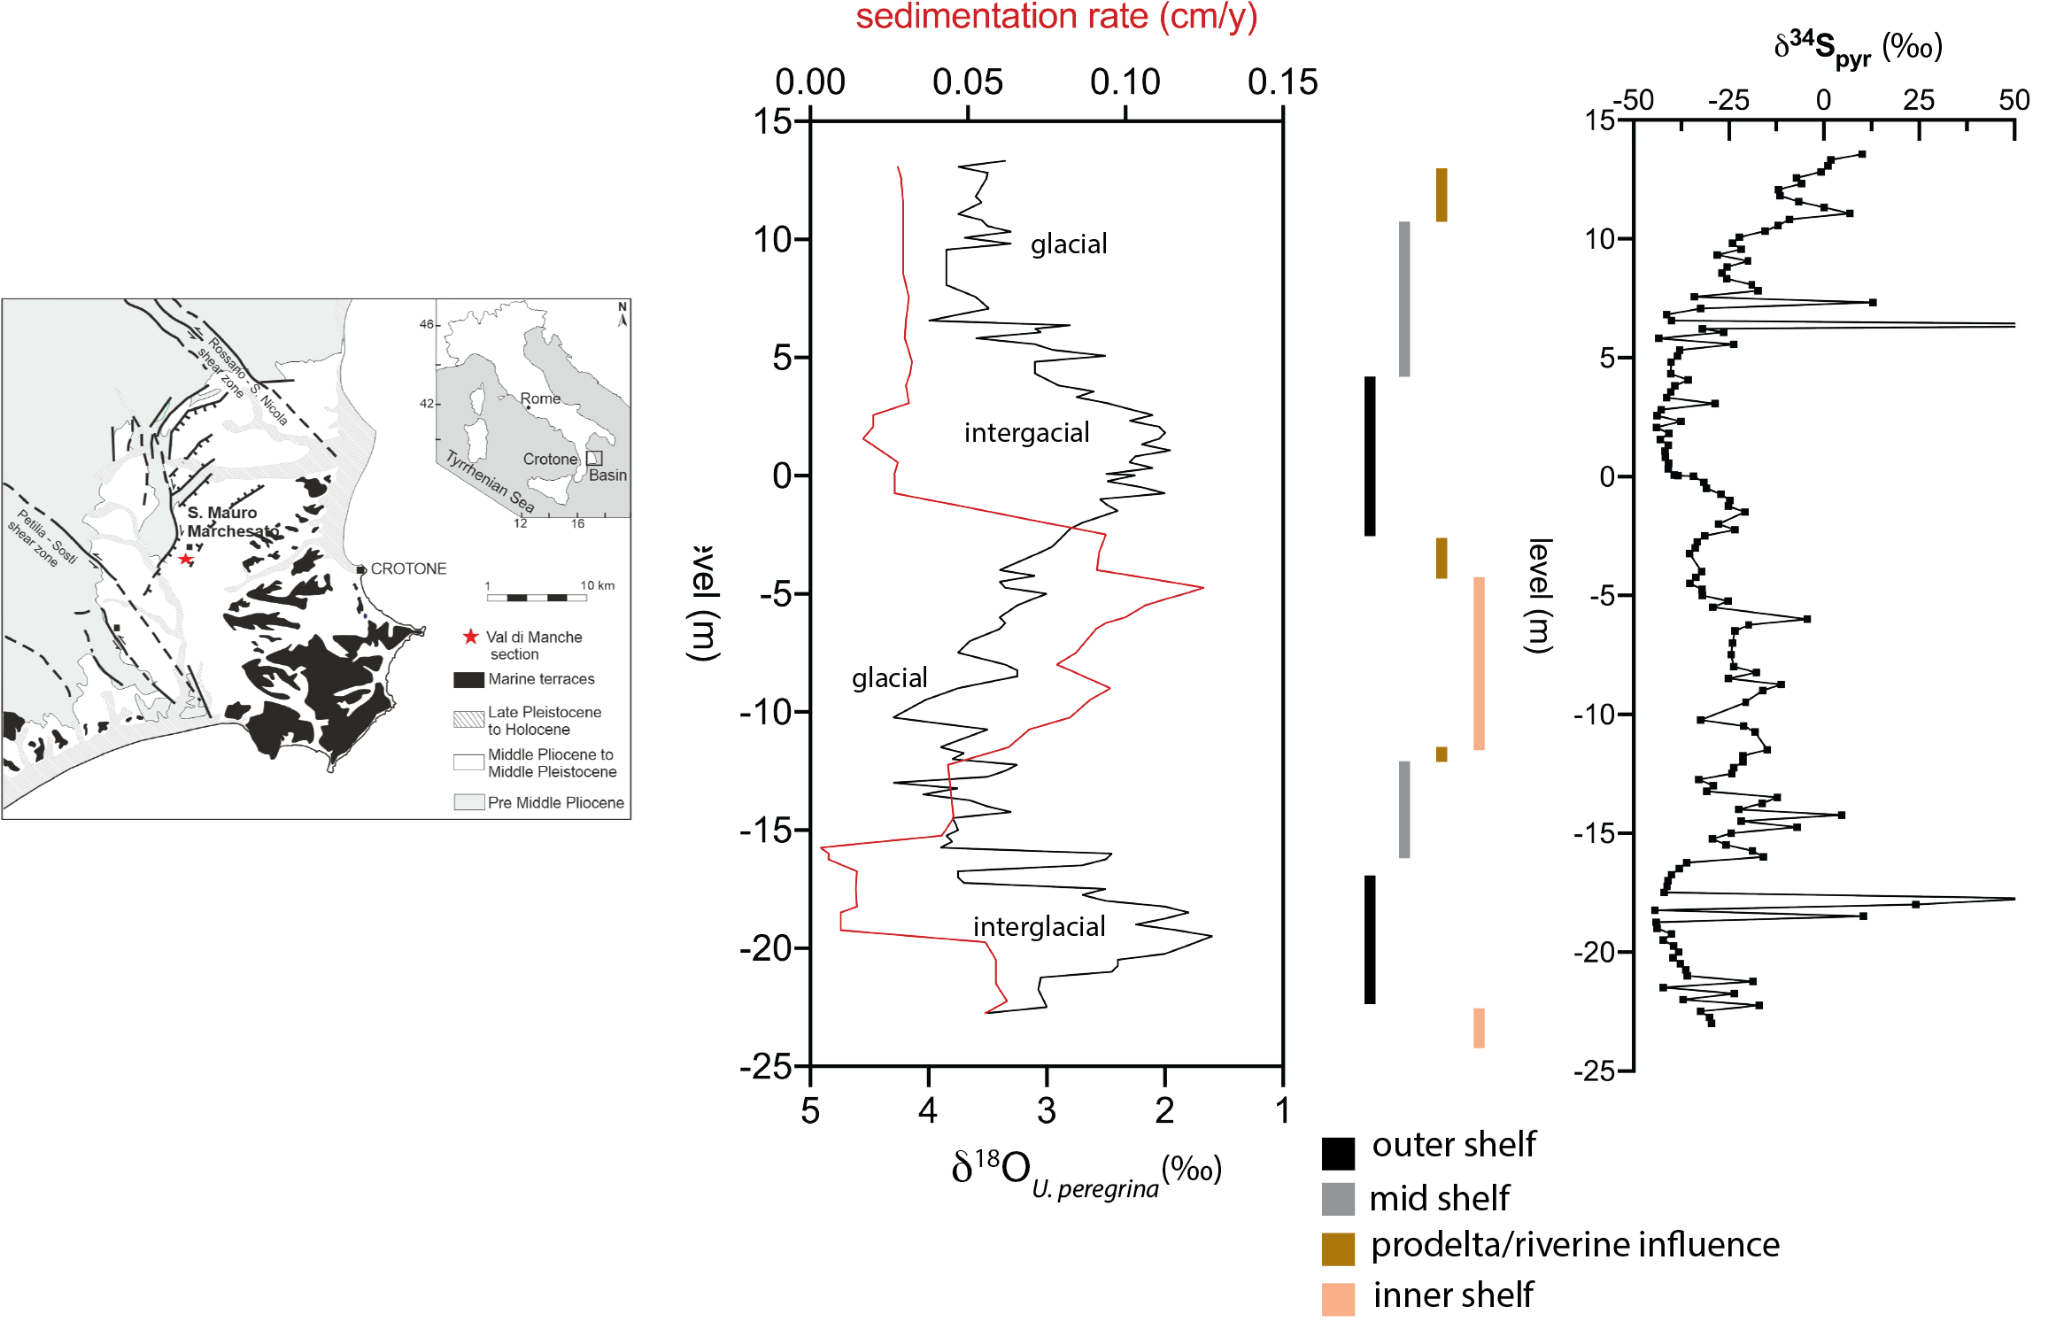 Rossano - S. Nicola
shear zone
Petilia - Sosti
shear zone
S. Mauro
Marchesato
CROTONE
1 10 km
Val di Manche
section
Marine terraces
Late Pleistocene
to Holocene
Middle Pliocene to
Middle Pleistocene
Pre Middle Pliocene
N
46
42
Rome
Crotone
Basin
Tyrrhenian Sea
12 16
sedimentation rate (cm/y)
0.00 0.05 0.10 0.15
15
10
5
0
-5
-10
-15
-20
-25
(m)
glacial
intergacial
glacial
interglacial
5 4 3 2 1
δ18O U. peregrina (‰)
outer shelf
mid shelf
prodelta/riverine influence
inner shelf
δ34Spyr (‰)
-50 -25 0 25 50
15
10
5
0
-5
-10
-15
-20
-25
level (m)